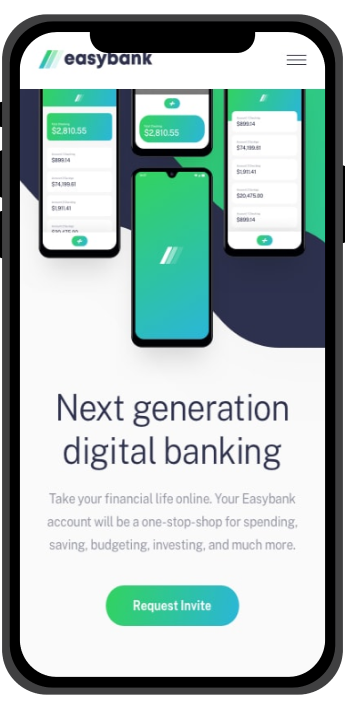 easybank
$2,810.55
$899.14
$74,199.61
$1,911.41
$2,810.55
$899.14
$74,199.61
$1,911.41
$20,475.80
$899.14
Next generation
digital banking
Take your financial life online. Your Easybank
account will be a one-stop-shop for spending,
saving, budgeting, investing, and much more.
Request Invite